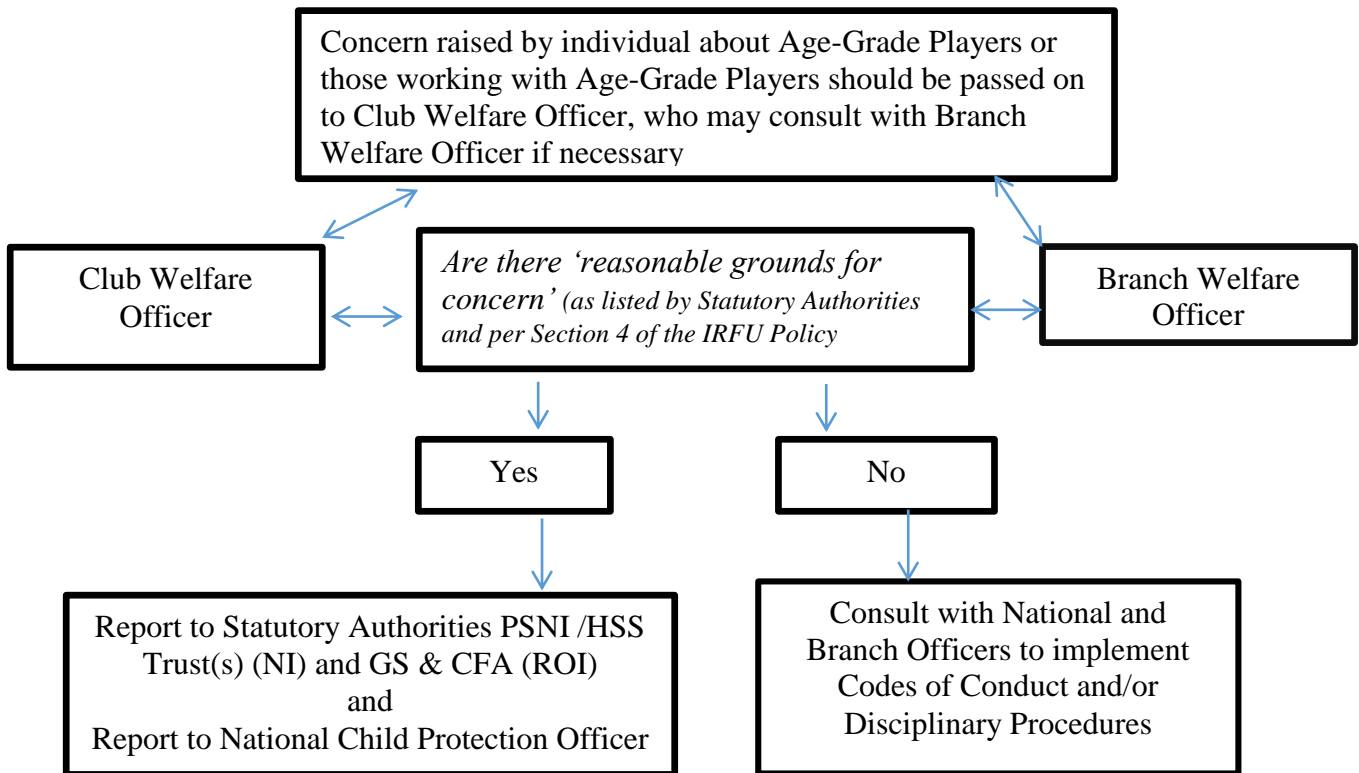 Concern raised by individual about Age-Grade Players or
those working with Age-Grade Players should be passed on
to Club Welfare Officer, who may consult with Branch
Welfare Officer if necessary
Club Welfare
Officer
Are there ‘reasonable grounds for
concern’ (as listed by Statutory Authorities
and per Section 4 of the IRFU Policy
Branch Welfare
Officer
Yes
No
Report to Statutory Authorities PSNI /HSS
Trust(s) (NI) and GS & CFA (ROI)
and
Report to National Child Protection Officer
Consult with National and
Branch Officers to implement
Codes of Conduct and/or
Disciplinary Procedures